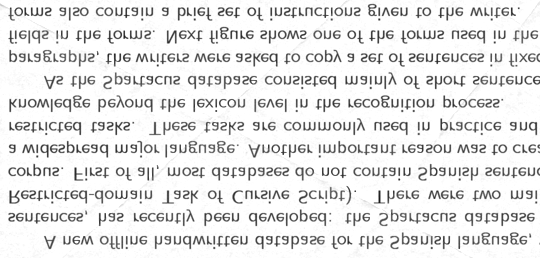 A new offline handwritten database for the Spanish language,
sentences, has recently been developed: the Spartacus database
Restricted-domain Task of Cursive Script). There were two mai
corpus. First of all, most databases do not contain Spanish senten
a widespread major language. Another important reason was to crea
restricted tasks. These tasks are commonly used in practice and
knowledge beyond the lexicon level in the recognition process.
As the Spartacus database consisted mainly of short sentence
paragraphs, the writers were asked to copy a set of sentences in fixe
fields in the forms. Next figure shows one of the forms used in the
forms also contain a brief set of instructions given to the writer.